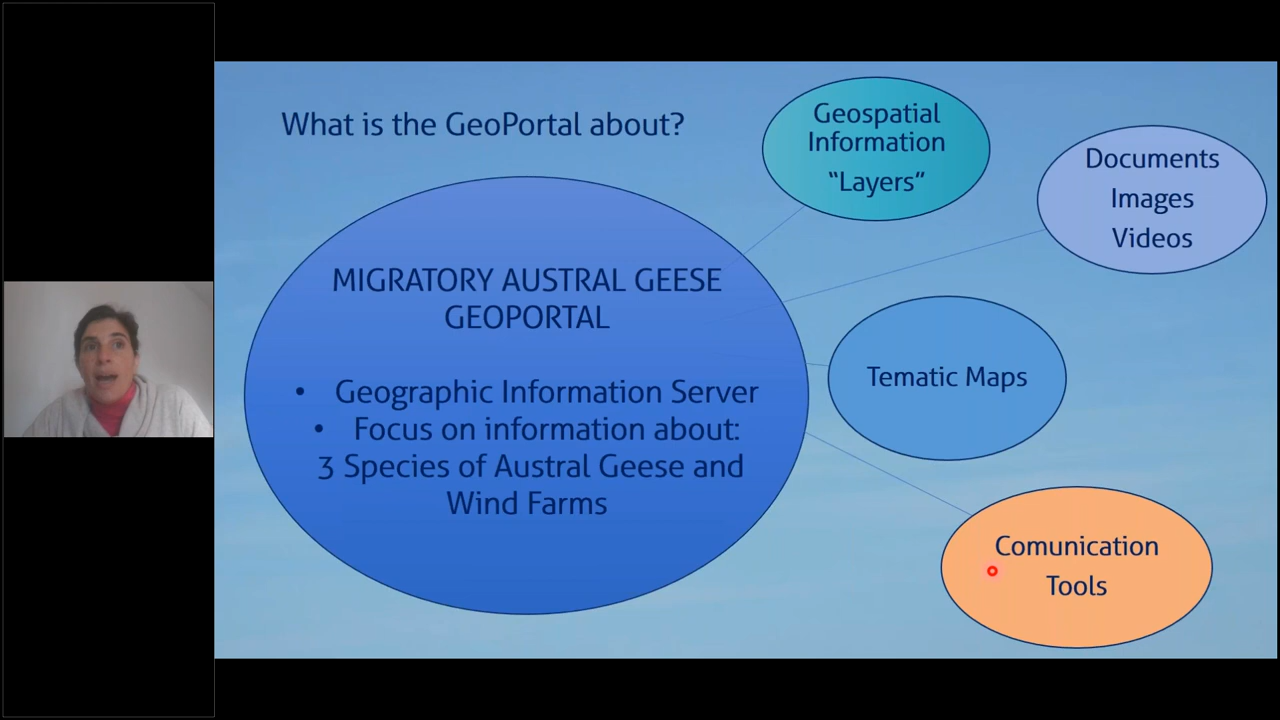 What is the GeoPortal about?
MIGRATORY AUSTRAL GEESE
GEOPORTAL
• Geographic Information Server
• Focus on information about:
3 Species of Austral Geese and
Wind Farms
Geospatial
Information
“Layers”
Documents
Images
Videos
Tematic Maps
Comunication
Tools